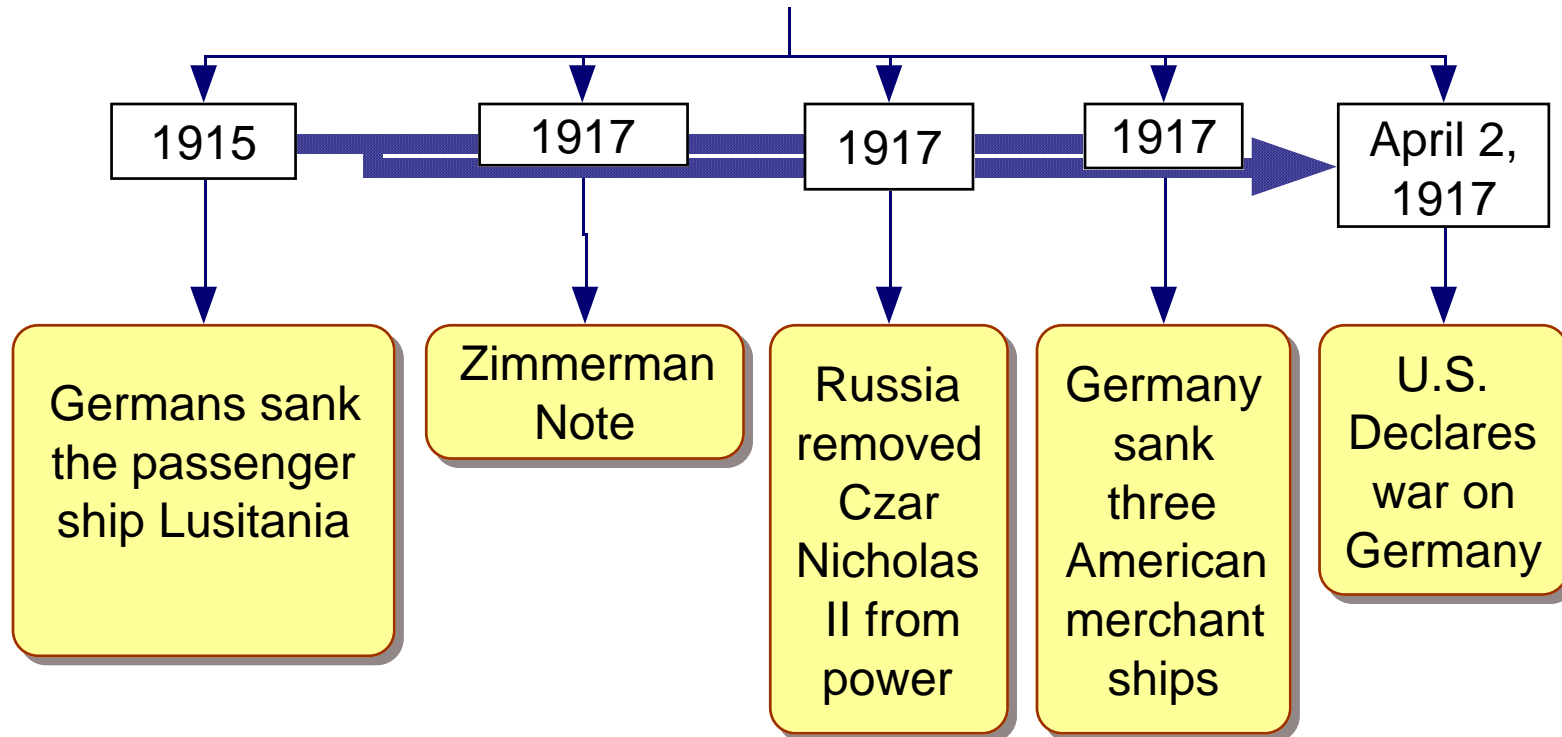 1915
1917
1917
1917
April 2,
1917
Germans sank
the passenger
ship Lusitania
Zimmerman
Note
Russia
removed
Czar
Nicholas
II from
power
Germany
sank
three
American
merchant
ships
U.S.
Declares
war on
Germany